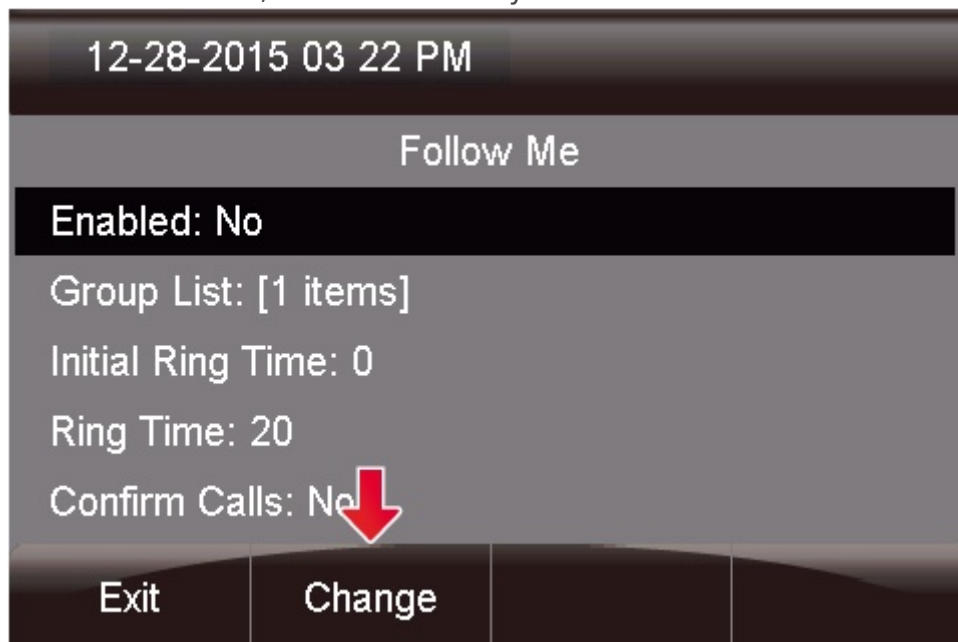 12-28-2015 03 22 PM
Follow Me
Enabled: No
Group List: [1 items]
Initial Ring Time: 0
Ring Time: 20
Confirm Calls: No
Exit Change